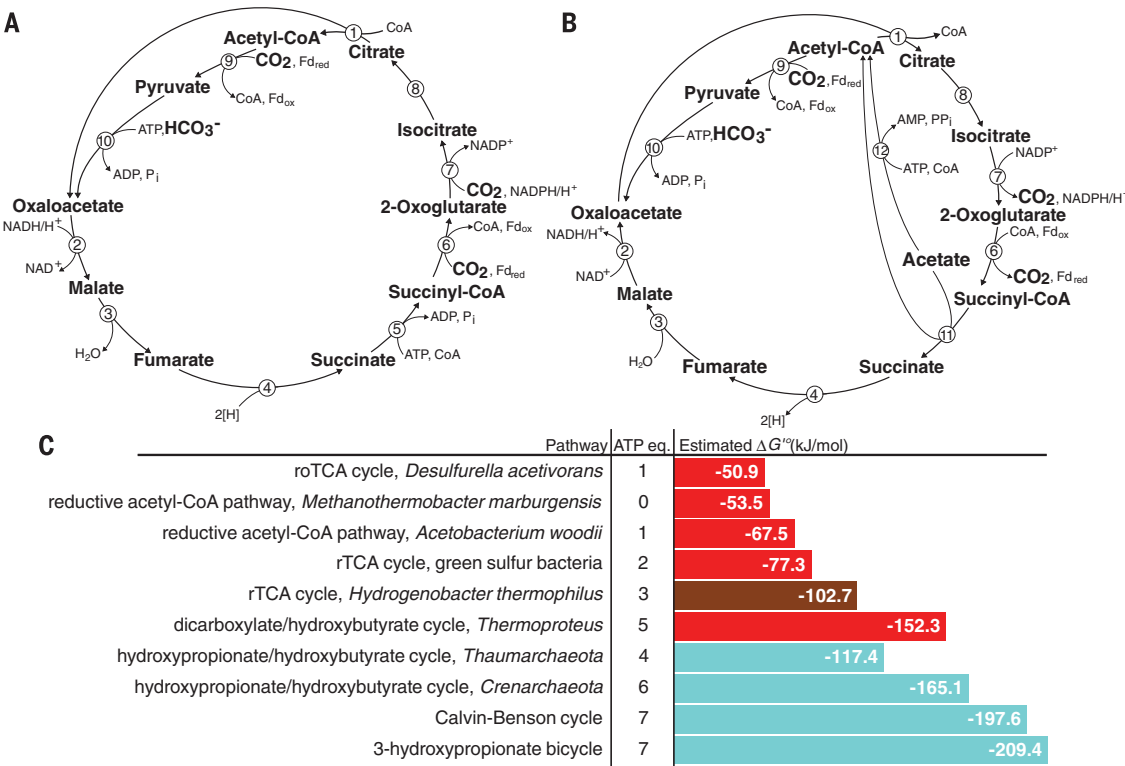 A
Acetyl-CoA
1
CoA
Citrate
9
CO2, Fdred
Pyruvate
CoA, Fdox
8
10
ATP,HCO3-
Isocitrate
ADP, Pi
NADP+
7
CO2, NADPH/H+
Oxaloacetate
2-Oxoglutarate
NADH/H+
CoA, Fdox
2
6
NAD+
CO2, Fdred
Malate
Succinyl-CoA
3
ADP, Pi
5
H2O
ATP, CoA
Fumarate
Succinate
4
2[H]
B
1
CoA
Acetyl-CoA
Citrate
9
CO2, Fdred
Pyruvate
CoA, Fdox
8
AMP, PPi
ATP,HCO3-
Isocitrate
10
12
NADP+
ATP, CoA
7
ADP, Pi
CO2, NADPH/H
Oxaloacetate
2-Oxoglutarate
NADH/H+
CoA, Fdox
2
6
Acetate
NAD+
CO2, Fdred
Malate
Succinyl-CoA
3
11
H2O
Fumarate
Succinate
4
2[H]
C
Pathway ATP eq. Estimated ΔG'°(kJ/mol)
roTCA cycle, Desulfurella acetivorans 1 -50.9
reductive acetyl-CoA pathway, Methanothermobacter marburgensis 0 -53.5
reductive acetyl-CoA pathway, Acetobacterium woodii 1 -67.5
rTCA cycle, green sulfur bacteria 2 -77.3
rTCA cycle, Hydrogenobacter thermophilus 3 -102.7
dicarboxylate/hydroxybutyrate cycle, Thermoproteus 5 -152.3
hydroxypropionate/hydroxybutyrate cycle, Thaumarchaeota 4 -117.4
hydroxypropionate/hydroxybutyrate cycle, Crenarchaeota 6 -165.1
Calvin-Benson cycle 7 -197.6
3-hydroxypropionate bicycle 7 -209.4